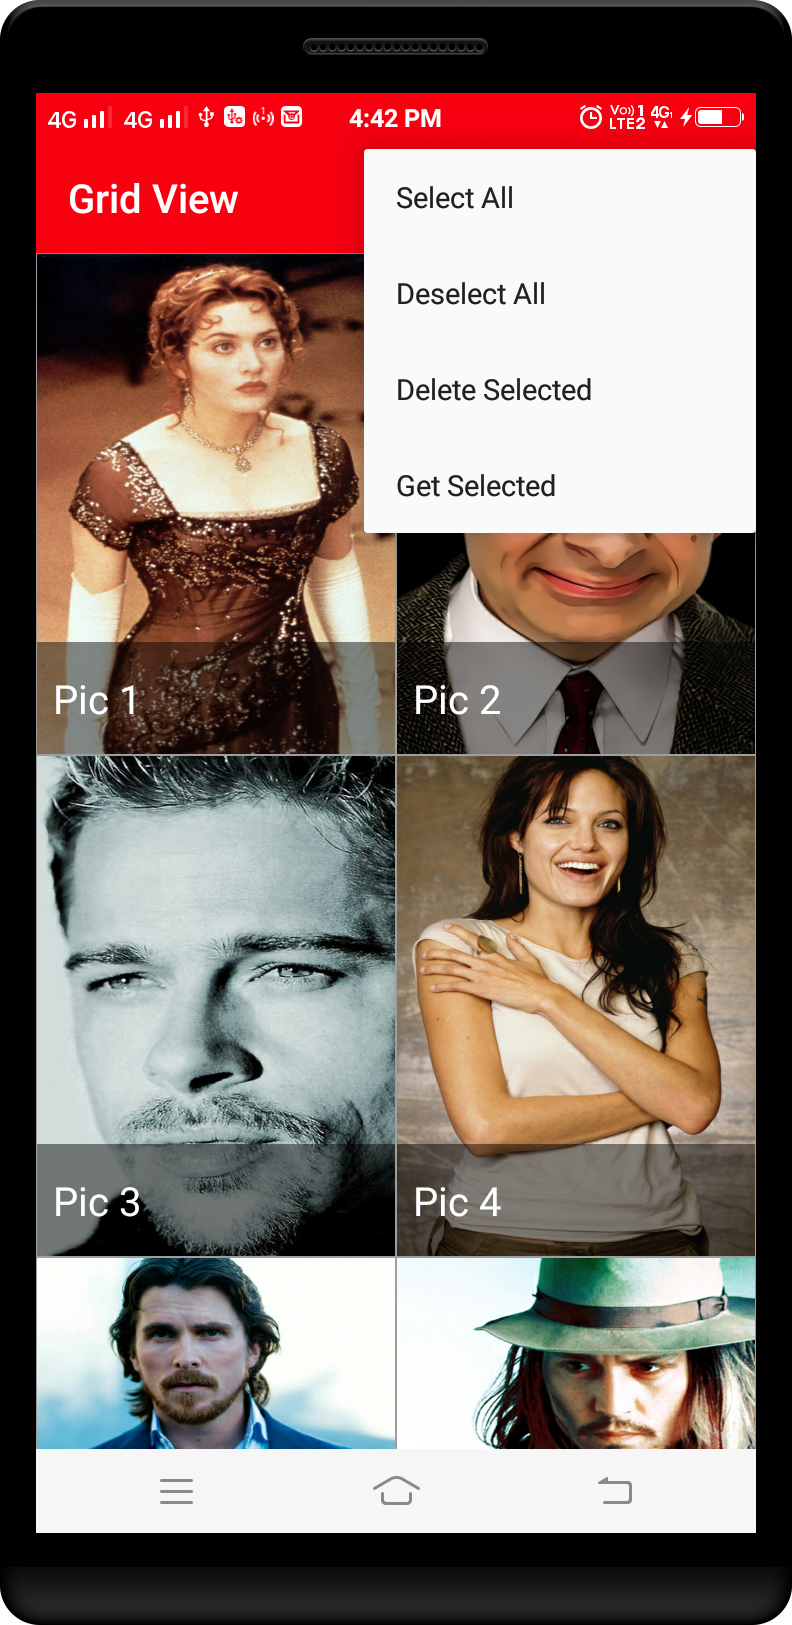 4G 4G 4:42 PM Vo)) 1 LTE2 4G
Grid View
Select All
Deselect All
Delete Selected
Get Selected
Pic 1
Pic 2
Pic 3
Pic 4